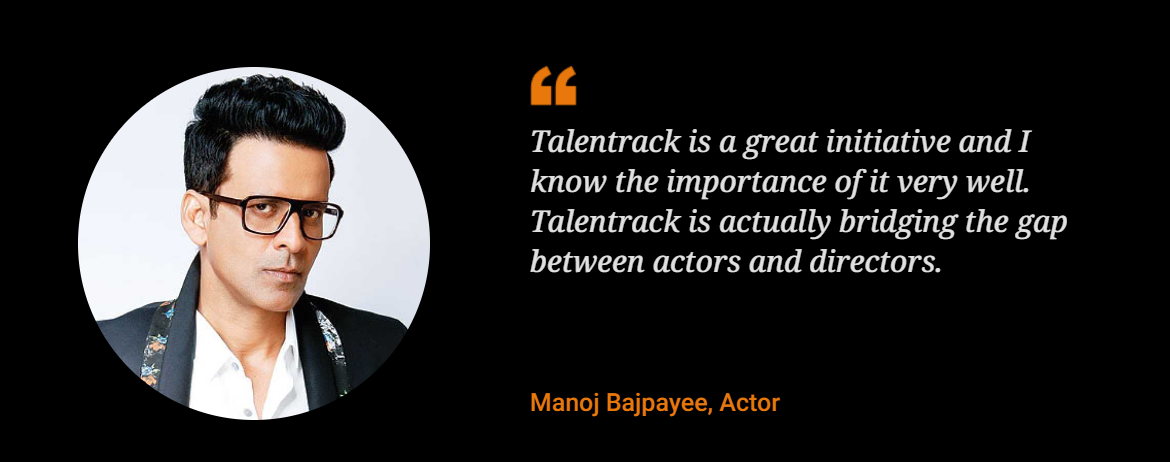 ❝
Talentrack is a great initiative and I
know the importance of it very well.
Talentrack is actually bridging the gap
between actors and directors.
Manoj Bajpayee, Actor